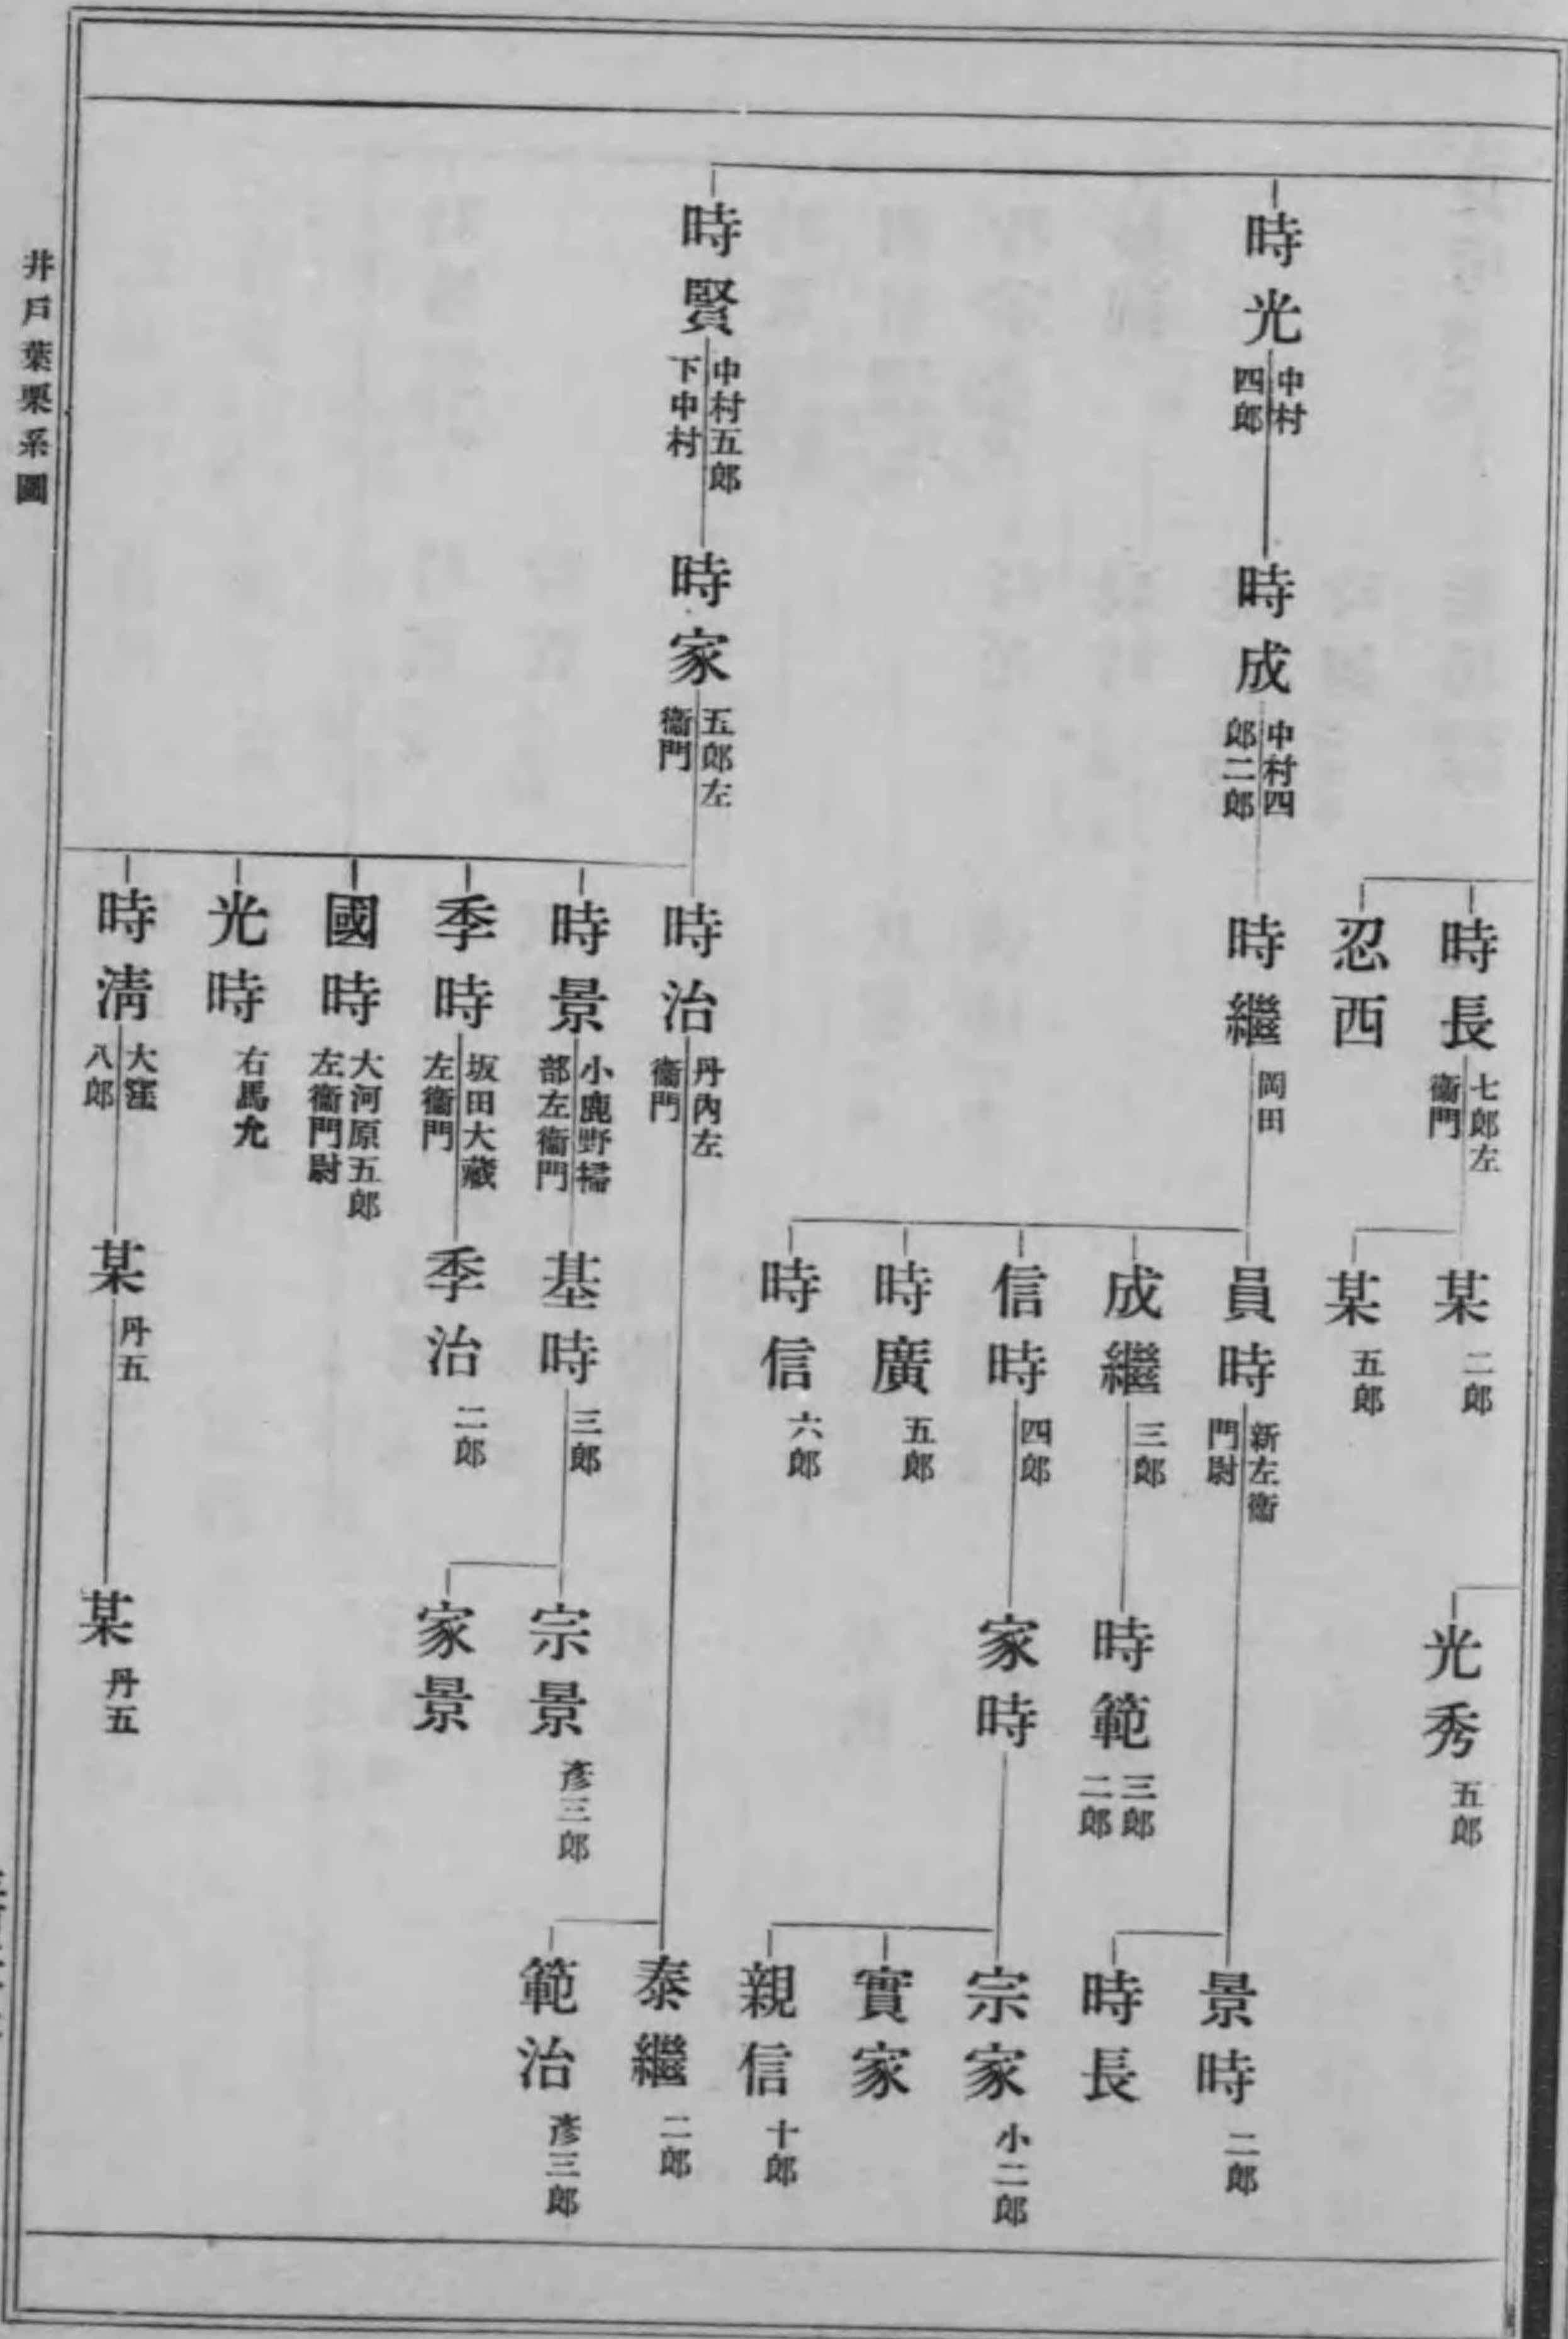 時光 中村四郎
時成 中村四郎二郎
時長 七郎左衞門
忍西
時繼 岡田
某 二郎
某 五郎
員時 新左衞門尉
成繼 三郎
信時 四郎
時廣 五郎
時信 六郎
光秀 五郎
時範 三郎二郎
家時
景時 二郎
時長
宗家 小二郎
實家
親信 十郎
時賢 中村五郎下中村
時家 五郎左衞門
時治 丹內左衞門
時景 小鹿野掃部左衞門
季時 坂田大藏左衞門
國時 大河原五郎左衞門尉
光時 右馬允
時淸 大窪八郎
基時 三郎
季治 二郎
某 丹五
宗景 彥三郎
家景
某 丹五
泰繼 二郎
範治 彥三郎
井戶葉栗系圖